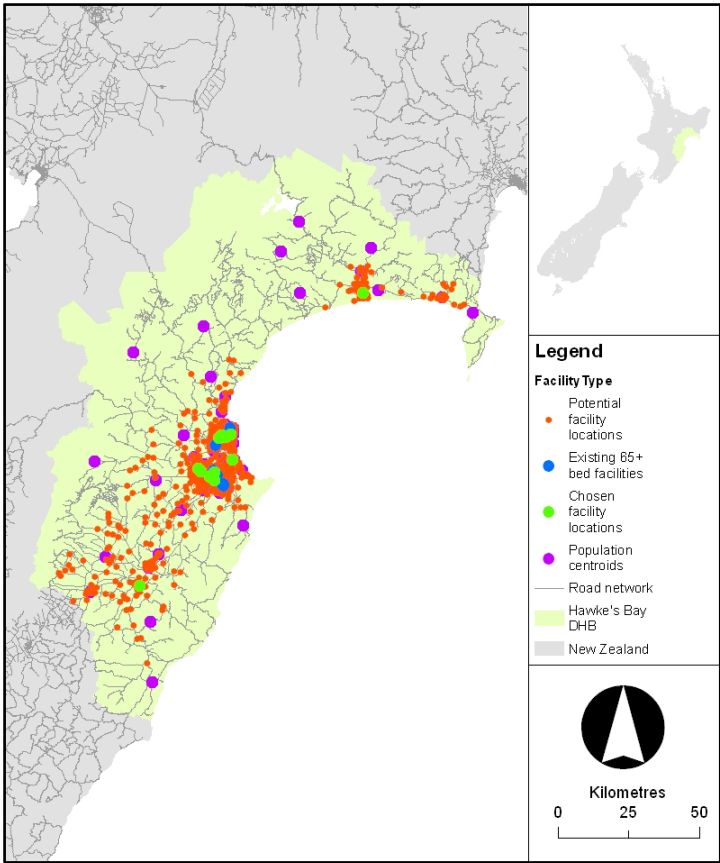 Legend
Facility Type
Potential
facility
locations
Existing 65+
bed facilities
Chosen
facility
locations
Population
centroids
Road network
Hawke's Bay
DHB
New Zealand
Kilometres
0 25 50